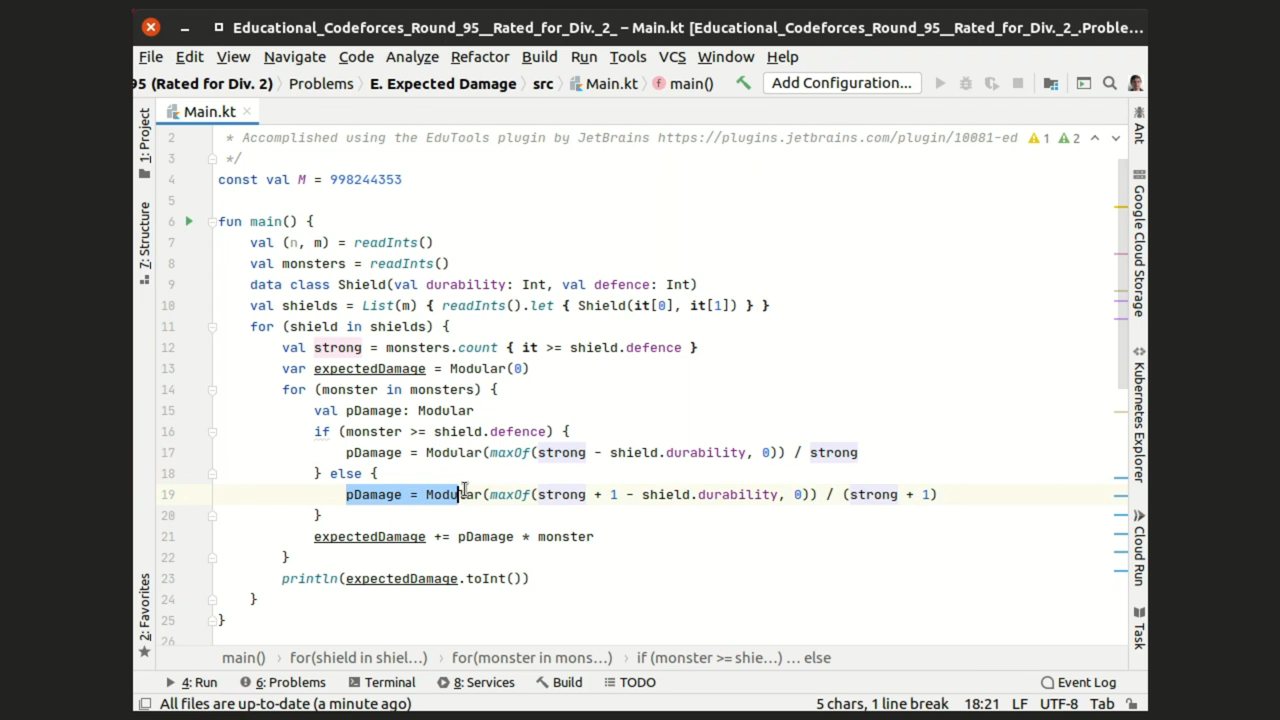 Educational_Codeforces_Round_95__Rated_for_Div._2_ – Main.kt [Educational_Codeforces_Round_95__Rated_for_Div._2_.Proble...
File Edit View Navigate Code Analyze Refactor Build Run Tools VCS Window Help
95 (Rated for Div. 2) Problems E. Expected Damage src Main.kt main() Add Configuration...
Main.kt
1: Project
7: Structure
2: Favorites
2 * Accomplished using the EduTools plugin by JetBrains https://plugins.jetbrains.com/plugin/10081-ed 1 2
3 */
4 const val M = 998244353
5
6 fun main() {
7 val (n, m) = readInts()
8 val monsters = readInts()
9 data class Shield(val durability: Int, val defence: Int)
10 val shields = List(m) { readInts().let { Shield(it[0], it[1]) } }
11 for (shield in shields) {
12 val strong = monsters.count { it >= shield.defence }
13 var expectedDamage = Modular(0)
14 for (monster in monsters) {
15 val pDamage: Modular
16 if (monster >= shield.defence) {
17 pDamage = Modular(maxOf(strong - shield.durability, 0)) / strong
18 } else {
19 pDamage = Modular(maxOf(strong + 1 - shield.durability, 0)) / (strong + 1)
20 }
21 expectedDamage += pDamage * monster
22 }
23 println(expectedDamage.toInt())
24 }
25 }
26
Ant
Google Cloud Storage
Kubernetes Explorer
Cloud Run
Task
main() for(shield in shiel...) for(monster in mons...) if (monster >= shie...) ... else
4: Run 6: Problems Terminal 8: Services Build TODO Event Log
All files are up-to-date (a minute ago) 5 chars, 1 line break 18:21 LF UTF-8 Tab